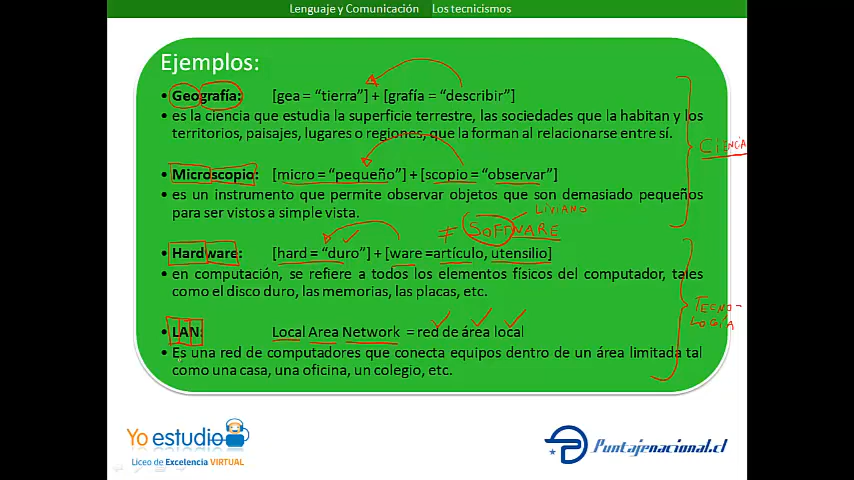 Lenguaje y Comunicación Los tecnicismos
Ejemplos:
• Geografía: [gea = “tierra”] + [grafía = “describir”]
• es la ciencia que estudia la superficie terrestre, las sociedades que la habitan y los
territorios, paisajes, lugares o regiones, que la forman al relacionarse entre sí.
CIENCIA
• Microscopio: [micro = “pequeño”] + [scopio = “observar”]
• es un instrumento que permite observar objetos que son demasiado pequeños
para ser vistos a simple vista.
LIVIANO
# SOFTWARE
• Hardware: [hard = “duro”] + [ware =artículo, utensilio]
• en computación, se refiere a todos los elementos físicos del computador, tales
como el disco duro, las memorias, las placas, etc.
TECNO-
LOGÍA
• LAN: Local Area Network = red de área local
• Es una red de computadores que conecta equipos dentro de un área limitada tal
como una casa, una oficina, un colegio, etc.
Yo estudio
Liceo de Excelencia VIRTUAL
Puntajenacional.cl